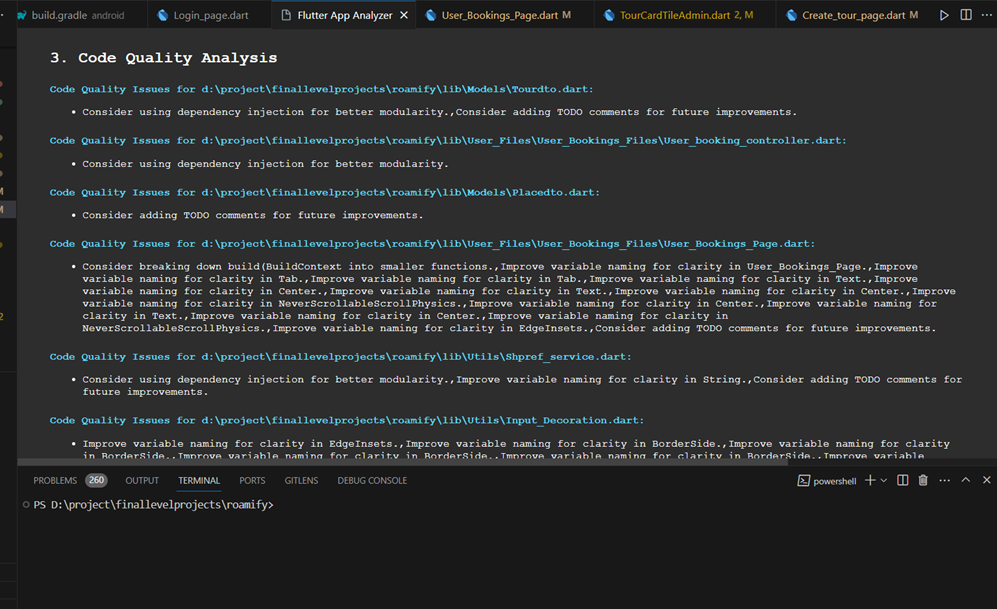 build.gradle android
Login_page.dart
Flutter App Analyzer
User_Bookings_Page.dart M
TourCardTileAdmin.dart 2, M
Create_tour_page.dart M
3. Code Quality Analysis
Code Quality Issues for d:\project\finallevelprojects\roamify\lib\Models\Tourdto.dart:
• Consider using dependency injection for better modularity.,Consider adding TODO comments for future improvements.
Code Quality Issues for d:\project\finallevelprojects\roamify\lib\User_Files\User_Bookings_Files\User_booking_controller.dart:
• Consider using dependency injection for better modularity.
Code Quality Issues for d:\project\finallevelprojects\roamify\lib\Models\Placedto.dart:
• Consider adding TODO comments for future improvements.
Code Quality Issues for d:\project\finallevelprojects\roamify\lib\User_Files\User_Bookings_Files\User_Bookings_Page.dart:
• Consider breaking down build(BuildContext into smaller functions.,Improve variable naming for clarity in User_Bookings_Page.,Improve
variable naming for clarity in Tab.,Improve variable naming for clarity in Tab.,Improve variable naming for clarity in Text.,Improve
variable naming for clarity in Center.,Improve variable naming for clarity in Text.,Improve variable naming for clarity in Center.,Improve
variable naming for clarity in NeverScrollableScrollPhysics.,Improve variable naming for clarity in Center.,Improve variable naming for
clarity in Text.,Improve variable naming for clarity in Center.,Improve variable naming for clarity in
NeverScrollableScrollPhysics.,Improve variable naming for clarity in EdgeInsets.,Consider adding TODO comments for future improvements.
Code Quality Issues for d:\project\finallevelprojects\roamify\lib\Utils\Shpref_service.dart:
• Consider using dependency injection for better modularity.,Improve variable naming for clarity in String.,Consider adding TODO comments for
future improvements.
Code Quality Issues for d:\project\finallevelprojects\roamify\lib\Utils\Input_Decoration.dart:
• Improve variable naming for clarity in EdgeInsets.,Improve variable naming for clarity in BorderSide.,Improve variable naming for clarity
in BorderSide.,Improve variable naming for clarity in BorderSide.,Improve variable naming for clarity in BorderSide.,Improve variable
M
M
2
PROBLEMS 260 OUTPUT TERMINAL PORTS GITLENS DEBUG CONSOLE
powershell
PS D:\project\finallevelprojects\roamify>